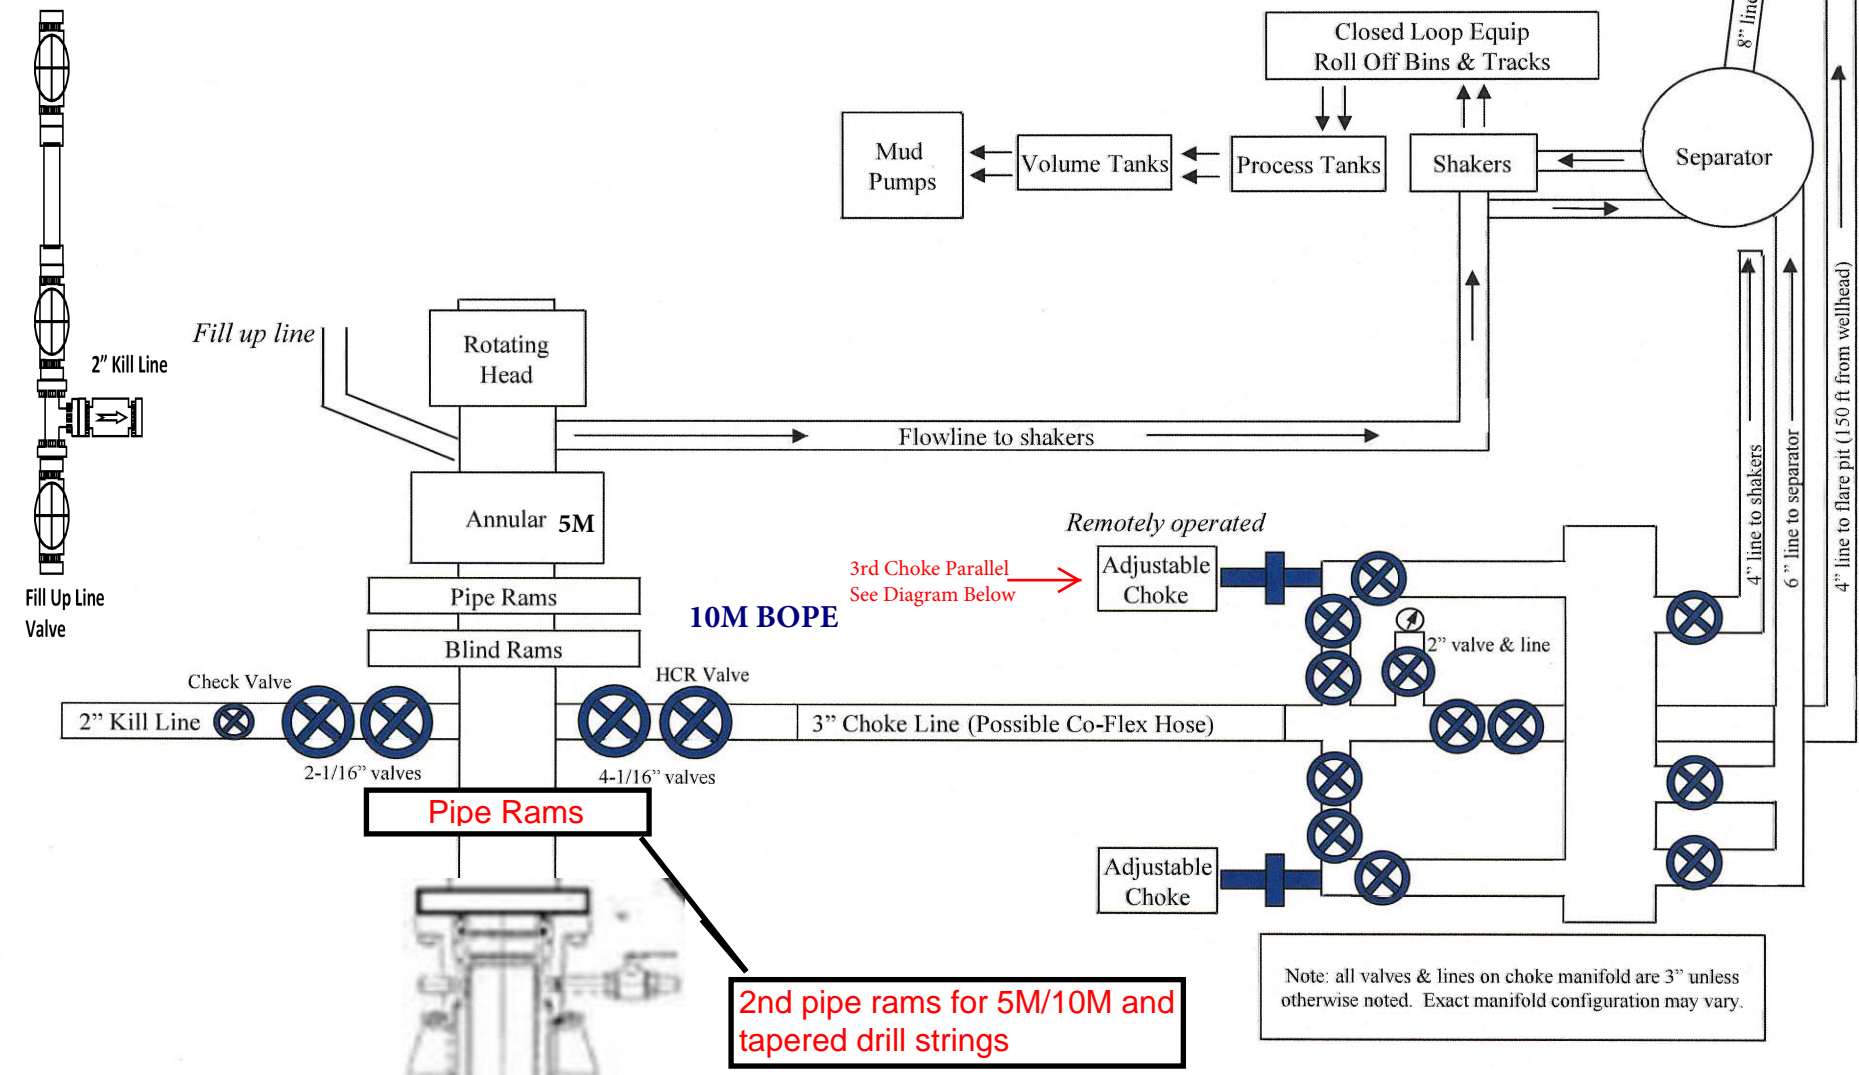 Closed Loop Equip
Roll Off Bins & Tracks
8" line
Mud
Pumps
Volume Tanks
Process Tanks
Shakers
Separator
Fill up line
2" Kill Line
Rotating
Head
Flowline to shakers
Annular 5M
Remotely operated
3rd Choke Parallel
See Diagram Below
Adjustable
Choke
Pipe Rams
10M BOPE
Blind Rams
Fill Up Line
Valve
2" valve & line
4" line to shakers
6 " line to separator
4" line to flare pit (150 ft from wellhead)
Check Valve
HCR Valve
2" Kill Line
3" Choke Line (Possible Co-Flex Hose)
2-1/16" valves
4-1/16" valves
Pipe Rams
Adjustable
Choke
2nd pipe rams for 5M/10M and
tapered drill strings
Note: all valves & lines on choke manifold are 3" unless
otherwise noted. Exact manifold configuration may vary.